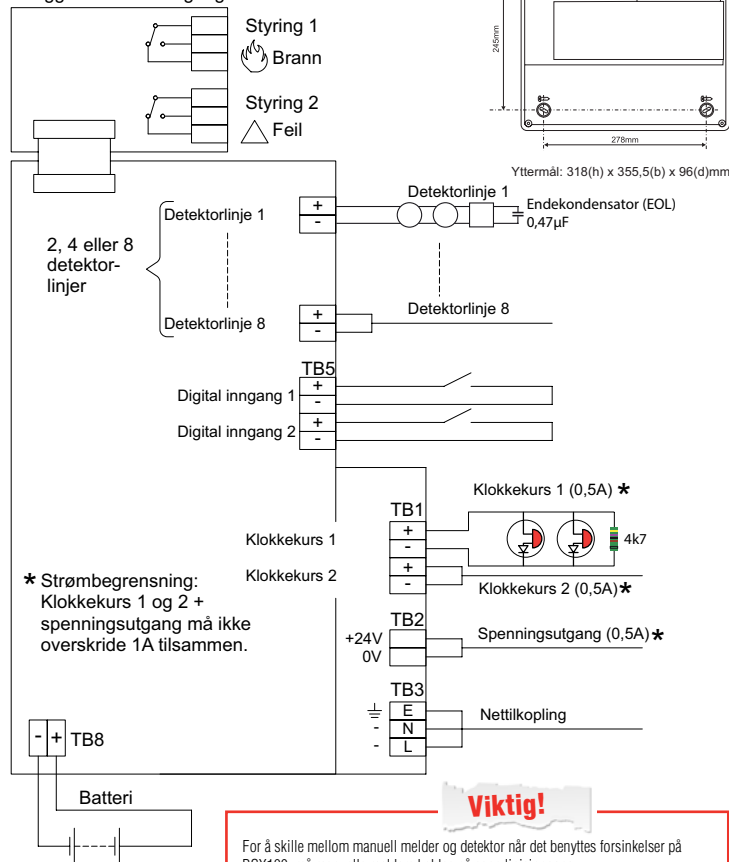 Styring 1
Brann
Styring 2
Feil
245mm
278mm
Yttermål: 318(h) x 355,5(b) x 96(d)mm
2, 4 eller 8
detektor-
linjer
Detektorlinje 1
+
-
Detektorlinje 1
Endekondensator (EOL)
0,47µF
Detektorlinje 8
+
-
Detektorlinje 8
TB5
Digital inngang 1
+
-
Digital inngang 2
+
-
Klokkekurs 1 (0,5A) *
TB1
Klokkekurs 1
+
-
4k7
Klokkekurs 2
+
-
Klokkekurs 2 (0,5A)*
* Strømbegrensning:
Klokkekurs 1 og 2 +
spenningsutgang må ikke
overskride 1A tilsammen.
TB2
+24V
0V
Spenningsutgang (0,5A)*
TB3
E
- N
- L
Nettilkopling
- + TB8
Batteri
Viktig!
For å skille mellom manuell melder og detektor når det benyttes forsinkelser på